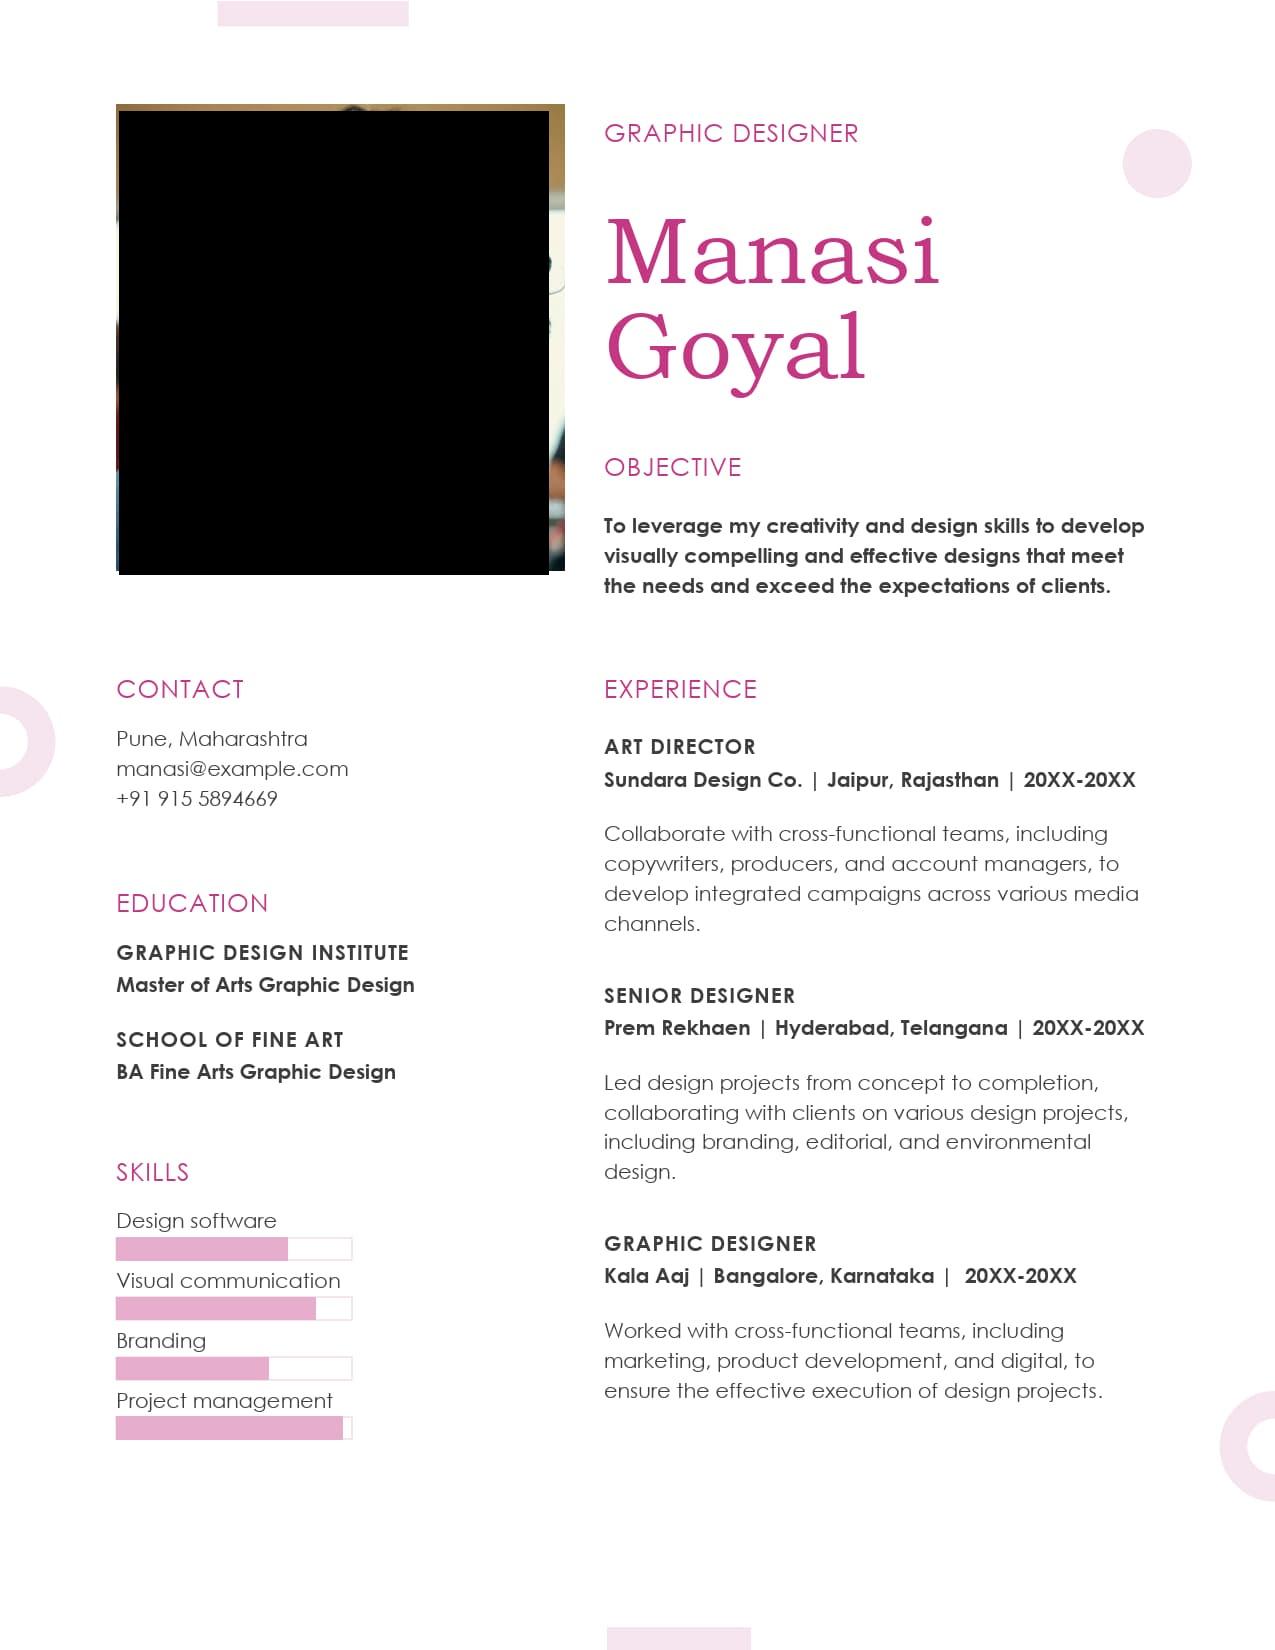 GRAPHIC DESIGNER
Manasi
Goyal
OBJECTIVE
To leverage my creativity and design skills to develop
visually compelling and effective designs that meet
the needs and exceed the expectations of clients.
CONTACT
Pune, Maharashtra
manasi@example.com
+91 915 5894669
EDUCATION
GRAPHIC DESIGN INSTITUTE
Master of Arts Graphic Design
SCHOOL OF FINE ART
BA Fine Arts Graphic Design
SKILLS
Design software
Visual communication
Branding
Project management
EXPERIENCE
ART DIRECTOR
Sundara Design Co. | Jaipur, Rajasthan | 20XX-20XX
Collaborate with cross-functional teams, including
copywriters, producers, and account managers, to
develop integrated campaigns across various media
channels.
SENIOR DESIGNER
Prem Rekhaen | Hyderabad, Telangana | 20XX-20XX
Led design projects from concept to completion,
collaborating with clients on various design projects,
including branding, editorial, and environmental
design.
GRAPHIC DESIGNER
Kala Aaj | Bangalore, Karnataka | 20XX-20XX
Worked with cross-functional teams, including
marketing, product development, and digital, to
ensure the effective execution of design projects.